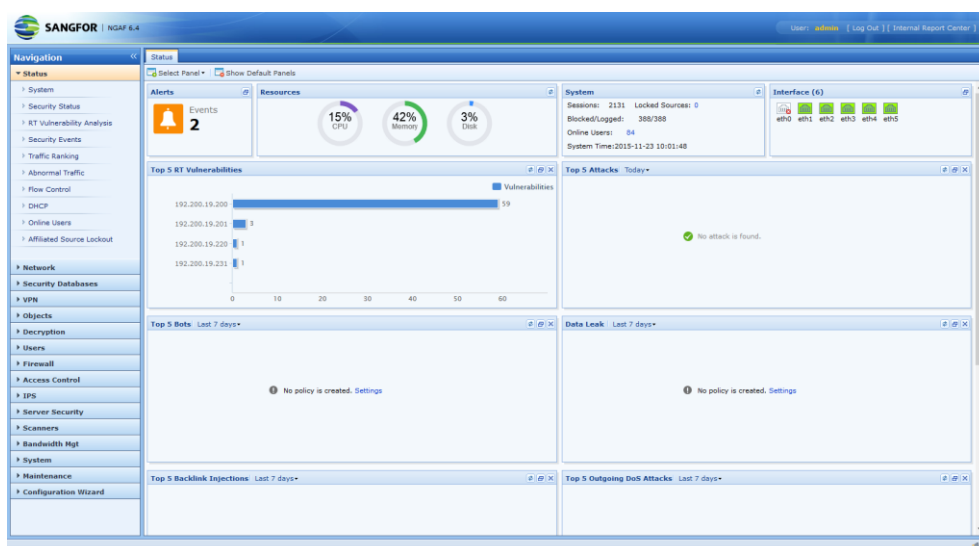 SANGFOR | NGAF 6.4
User: admin [ Log Out ] [ Internal Report Center ]
Navigation
Status
System
Security Status
RT Vulnerability Analysis
Security Events
Traffic Ranking
Abnormal Traffic
Flow Control
DHCP
Online Users
Affiliated Source Lockout
Network
Security Databases
VPN
Objects
Decryption
Users
Firewall
Access Control
IPS
Server Security
Scanners
Bandwidth Mgt
System
Maintenance
Configuration Wizard
Status
Select Panel Show Default Panels
Alerts
Events
2
Resources
15%
CPU
42%
Memory
3%
Disk
System
Sessions: 2131 Locked Sources: 0
Blocked/Logged: 388/388
Online Users: 84
System Time:2015-11-23 10:01:48
Interface (6)
eth0 eth1 eth2 eth3 eth4 eth5
Top 5 RT Vulnerabilities
Vulnerabilities
192.200.19.200 59
192.200.19.201 3
192.200.19.220 1
192.200.19.231 1
0 10 20 30 40 50 60
Top 5 Attacks Today
No attack is found.
Top 5 Bots Last 7 days
No policy is created. Settings
Data Leak Last 7 days
No policy is created. Settings
Top 5 Backlink Injections Last 7 days
Top 5 Outgoing DoS Attacks Last 7 days